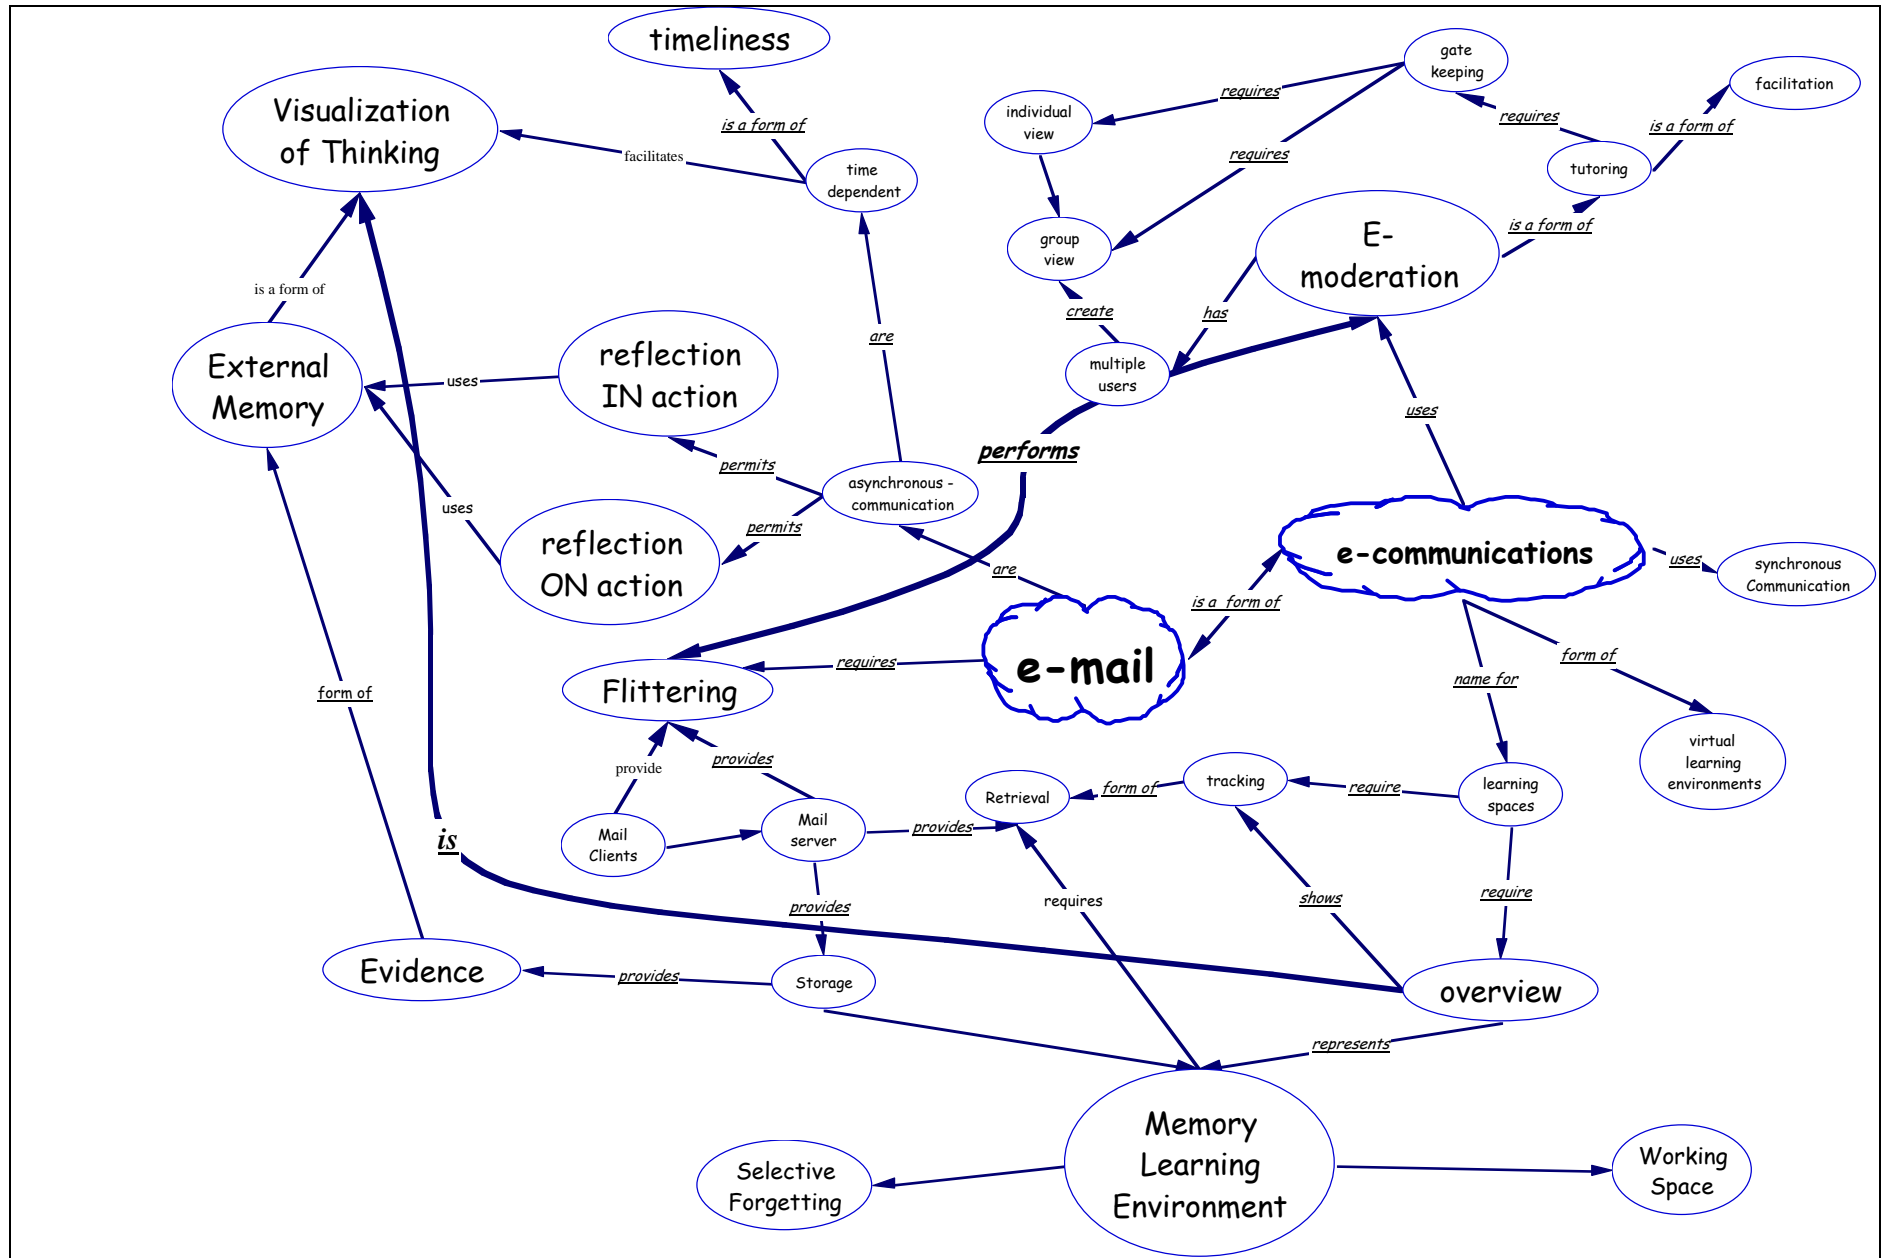 timeliness
Visualization
of Thinking
is a form of
facilitates
time
dependent
individual
view
requires
gate
keeping
requires
facilitation
is a form of
requires
tutoring
group
view
E-
moderation
is a form of
create
has
is a form of
External
Memory
uses
reflection
IN action
are
multiple
users
uses
performs
permits
asynchronous -
communication
uses
permits
reflection
ON action
are
e-communications
uses
synchronous
Communication
is a  form of
e-mail
requires
Flittering
form of
name for
form of
virtual
learning
environments
provide
provides
Retrieval
form of
tracking
require
learning
spaces
Mail
Clients
Mail
server
provides
is
provides
requires
shows
require
Evidence
provides
Storage
overview
represents
Memory
Learning
Environment
Selective
Forgetting
Working
Space